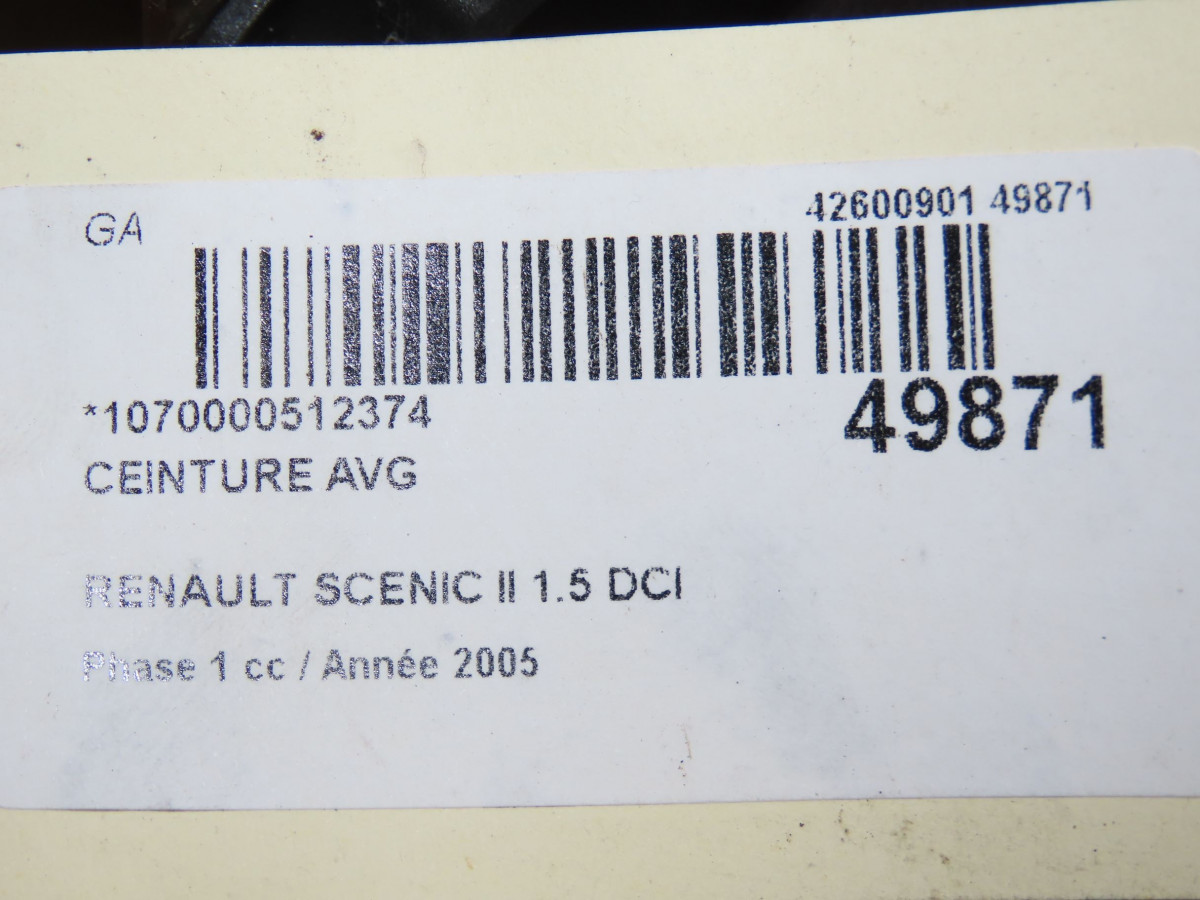 GA
42600901 49871
*1070000512374
49871
CEINTURE AVG
RENAULT SCENIC II 1.5 DCI
Phase 1 cc / Année 2005